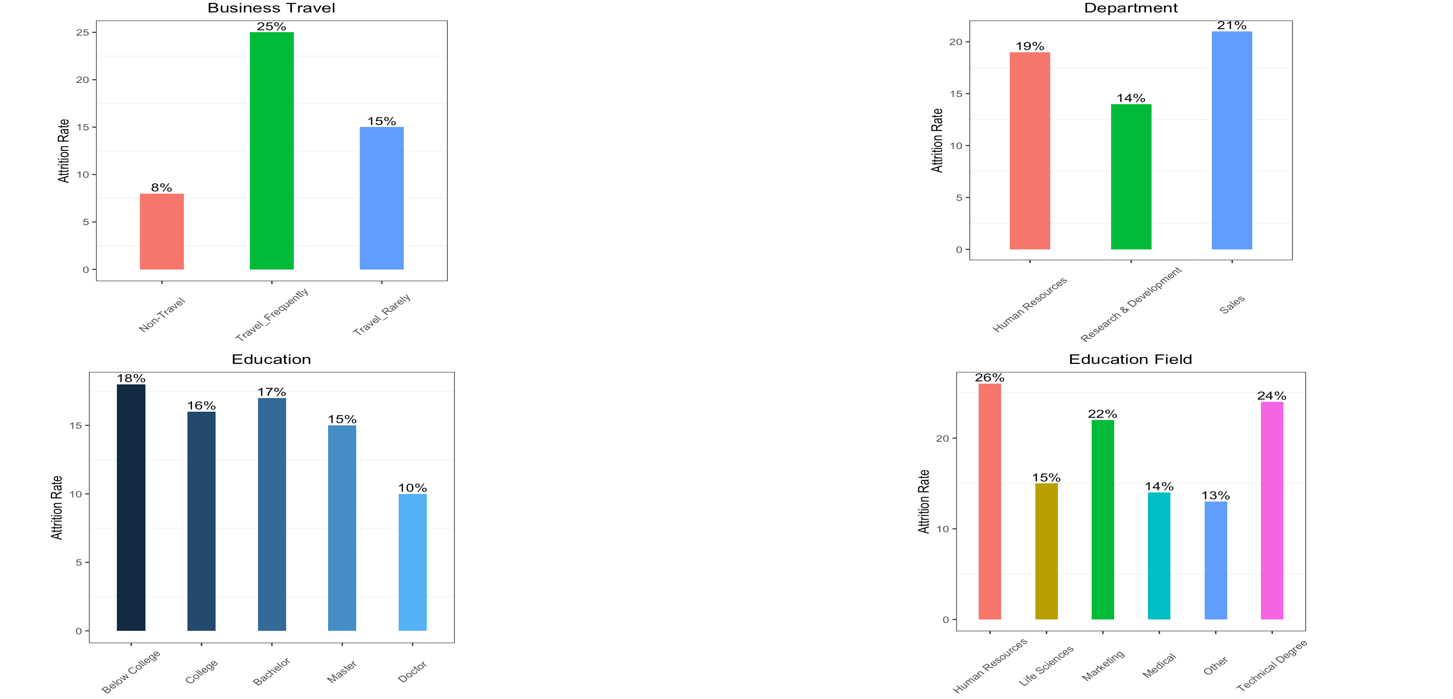 Business Travel
Attrition Rate
25
20
15
10
5
0
8%
25%
15%
Non-Travel
Travel_Frequently
Travel_Rarely
Department
Attrition Rate
20
15
10
5
0
19%
14%
21%
Human Resources
Research & Development
Sales
Education
Attrition Rate
15
10
5
0
18%
16%
17%
15%
10%
Below College
College
Bachelor
Master
Doctor
Education Field
Attrition Rate
20
10
0
26%
15%
22%
14%
13%
24%
Human Resources
Life Sciences
Marketing
Medical
Other
Technical Degree